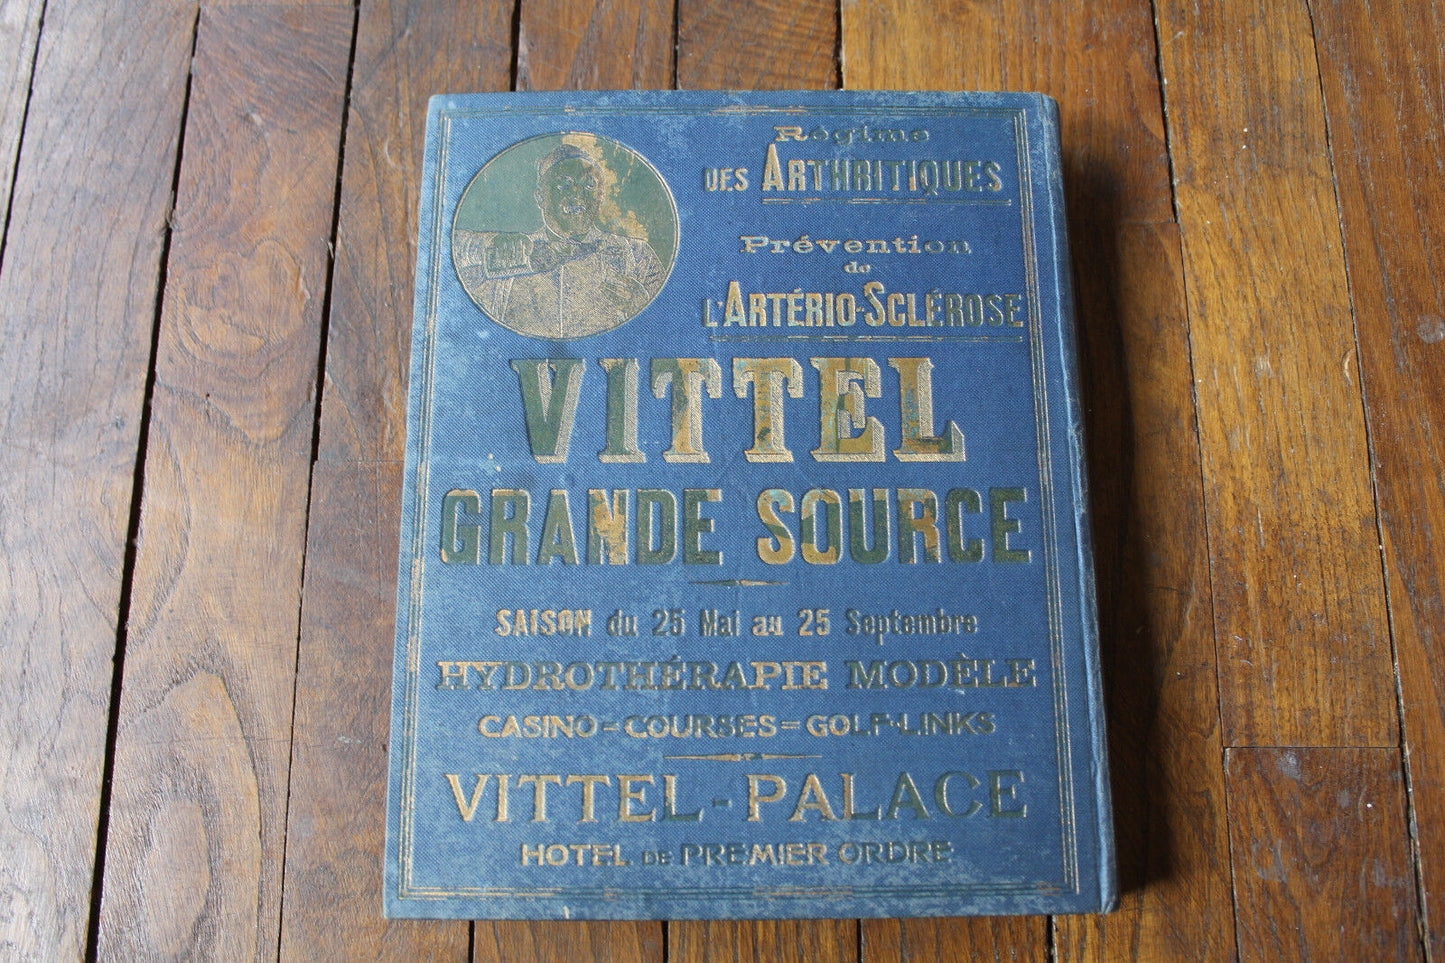 Régime
DES ARTHRITIQUES
Prévention
de
L'ARTÉRIO-SCLÉROSE
VITTEL
GRANDE SOURCE
SAISON du 25 Mai au 25 Septembre
HYDROTHÉRAPIE MODÈLE
CASINO - COURSES = GOLF-LINKS
VITTEL - PALACE
HOTEL DE PREMIER ORDRE